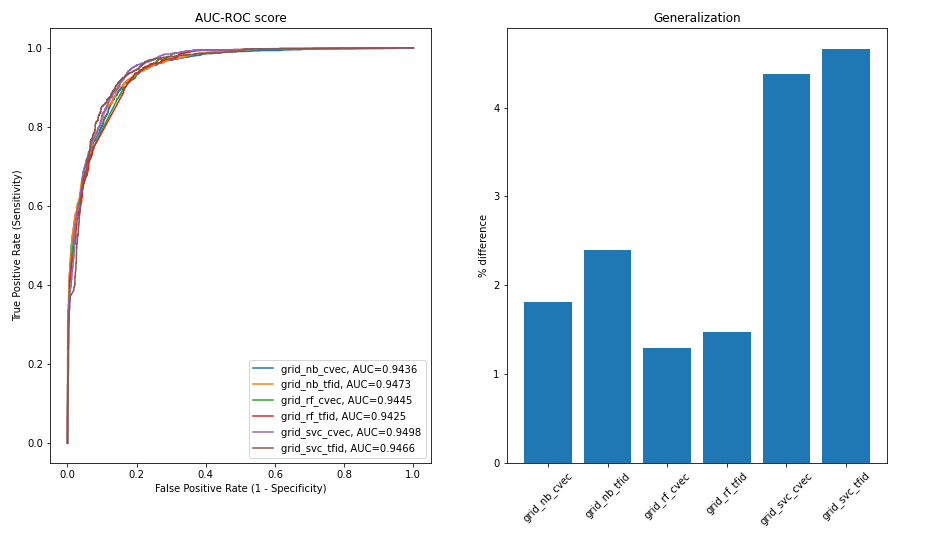 AUC-ROC score
True Positive Rate (Sensitivity)
1.0
0.8
0.6
0.4
0.2
0.0
grid_nb_cvec, AUC=0.9436
grid_nb_tfid, AUC=0.9473
grid_rf_cvec, AUC=0.9445
grid_rf_tfid, AUC=0.9425
grid_svc_cvec, AUC=0.9498
grid_svc_tfid, AUC=0.9466
0.0 0.2 0.4 0.6 0.8 1.0
False Positive Rate (1 - Specificity)
Generalization
% difference
4
3
2
1
0
grid_nb_cvec
grid_nb_tfid
grid_rf_cvec
grid_rf_tfid
grid_svc_cvec
grid_svc_tfid